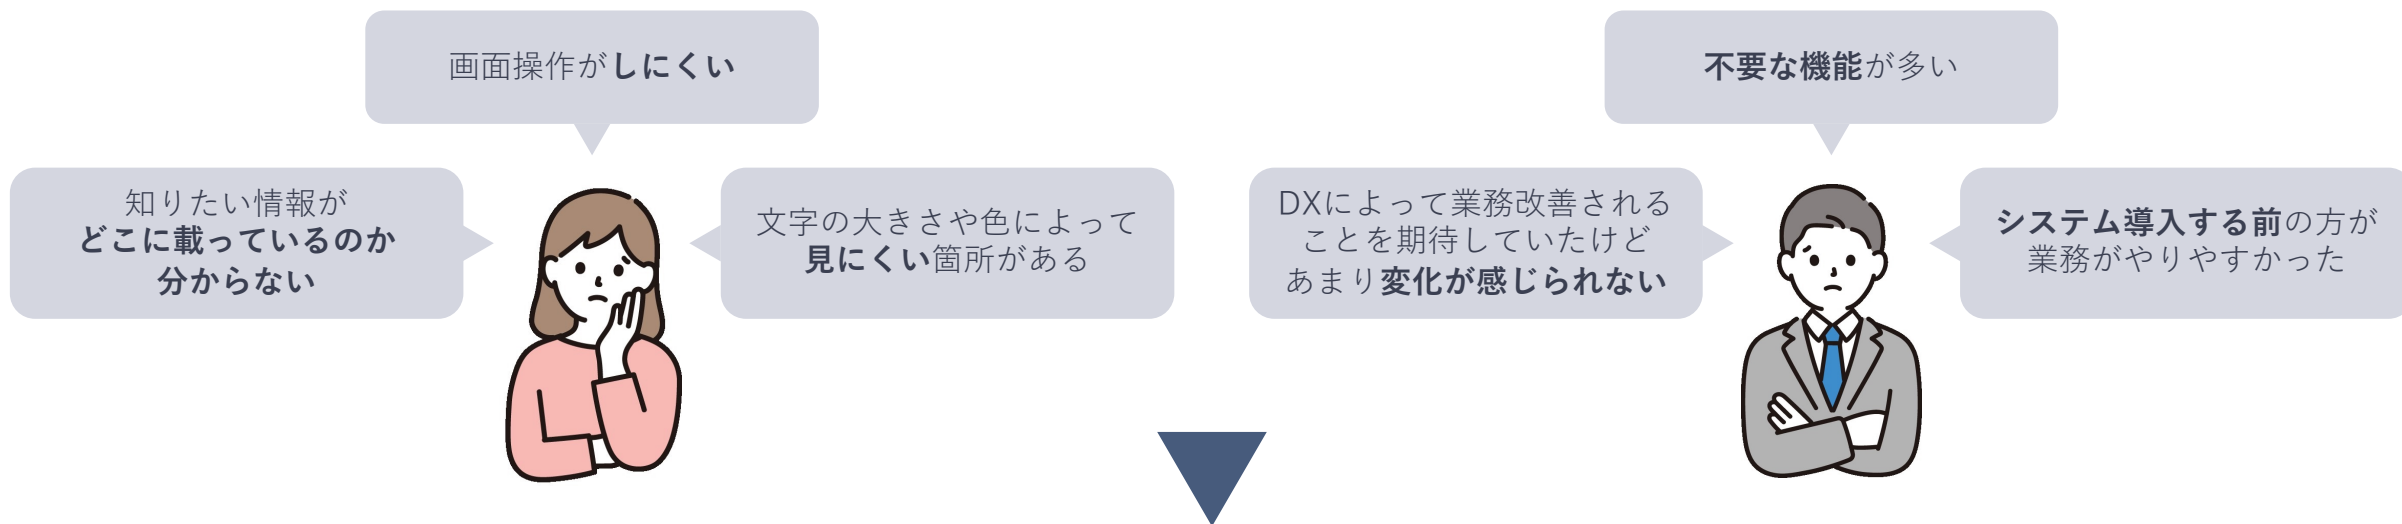 画面操作がしにくい
知りたい情報が
どこに載っているのか
分からない
文字の大きさや色によって
見にくい箇所がある
不要な機能が多い
DXによって業務改善される
ことを期待していたけど
あまり変化が感じられない
システム導入する前の方が
業務がやりやすかった